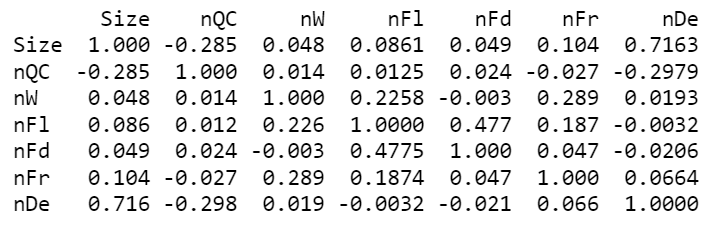 Size nQC nW nFl nFd nFr nDe
Size 1.000 -0.285 0.048 0.0861 0.049 0.104 0.7163
nQC -0.285 1.000 0.014 0.0125 0.024 -0.027 -0.2979
nW 0.048 0.014 1.000 0.2258 -0.003 0.289 0.0193
nFl 0.086 0.012 0.226 1.0000 0.477 0.187 -0.0032
nFd 0.049 0.024 -0.003 0.4775 1.000 0.047 -0.0206
nFr 0.104 -0.027 0.289 0.1874 0.047 1.000 0.0664
nDe 0.716 -0.298 0.019 -0.0032 -0.021 0.066 1.0000